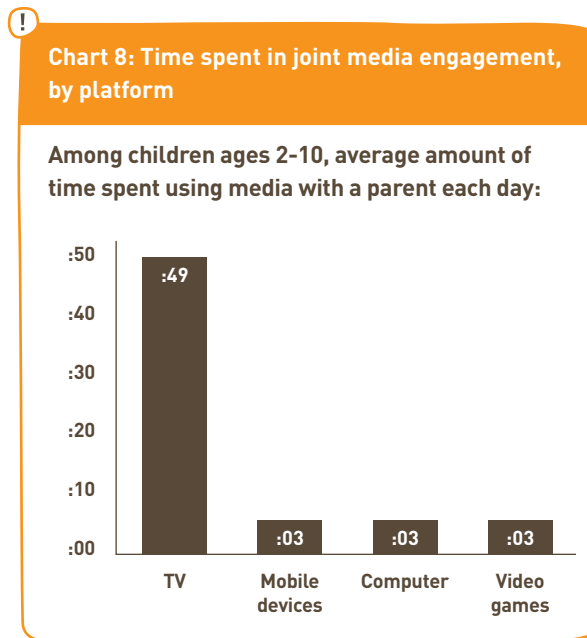 !
Chart 8: Time spent in joint media engagement,
by platform
Among children ages 2-10, average amount of
time spent using media with a parent each day:
:50
:49
:40
:30
:20
:10
:03 :03 :03
:00
TV Mobile Computer Video
devices games